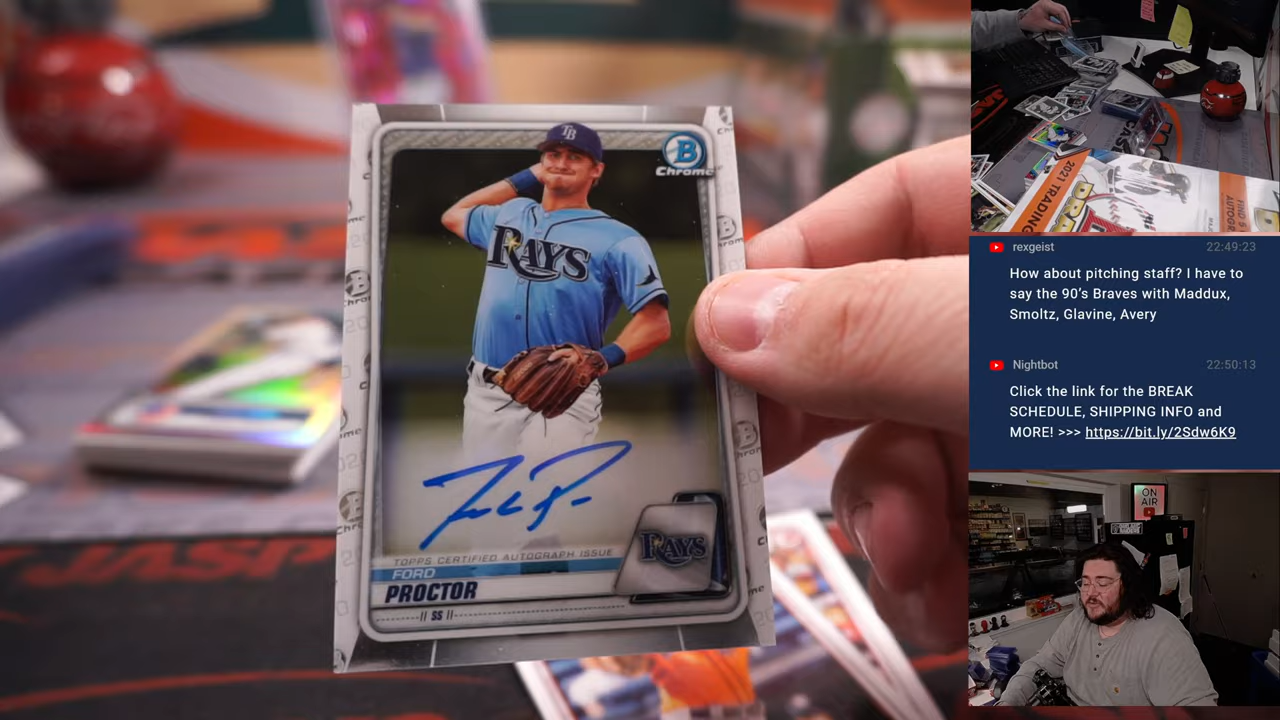 TB
B
Chrome
RAYS
TOPPS CERTIFIED AUTOGRAPH ISSUE
FORD
PROCTOR
SS
RAYS
JASP
2021 TRADING
rexgeist 22:49:23
How about pitching staff? I have to
say the 90's Braves with Maddux,
Smoltz, Glavine, Avery
Nightbot 22:50:13
Click the link for the BREAK
SCHEDULE, SHIPPING INFO and
MORE! >>> https://bit.ly/2Sdw6K9
ON
AIR